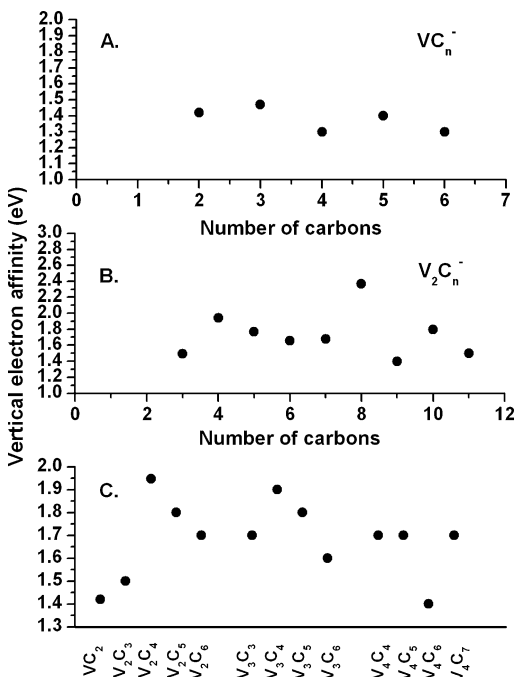 Vertical electron affinity (eV)
A.
VCn-
2.0
1.9
1.8
1.7
1.6
1.5
1.4
1.3
1.2
1.1
1.0
0 1 2 3 4 5 6 7
Number of carbons
B.
V2Cn-
3.0
2.8
2.6
2.4
2.2
2.0
1.8
1.6
1.4
1.2
1.0
0 2 4 6 8 10 12
Number of carbons
C.
2.0
1.9
1.8
1.7
1.6
1.5
1.4
1.3
VC2
V2C3
V2C4
V2C5
V2C6
V3C3
V3C4
V3C5
V3C6
V4C4
V4C5
V4C6
V4C7